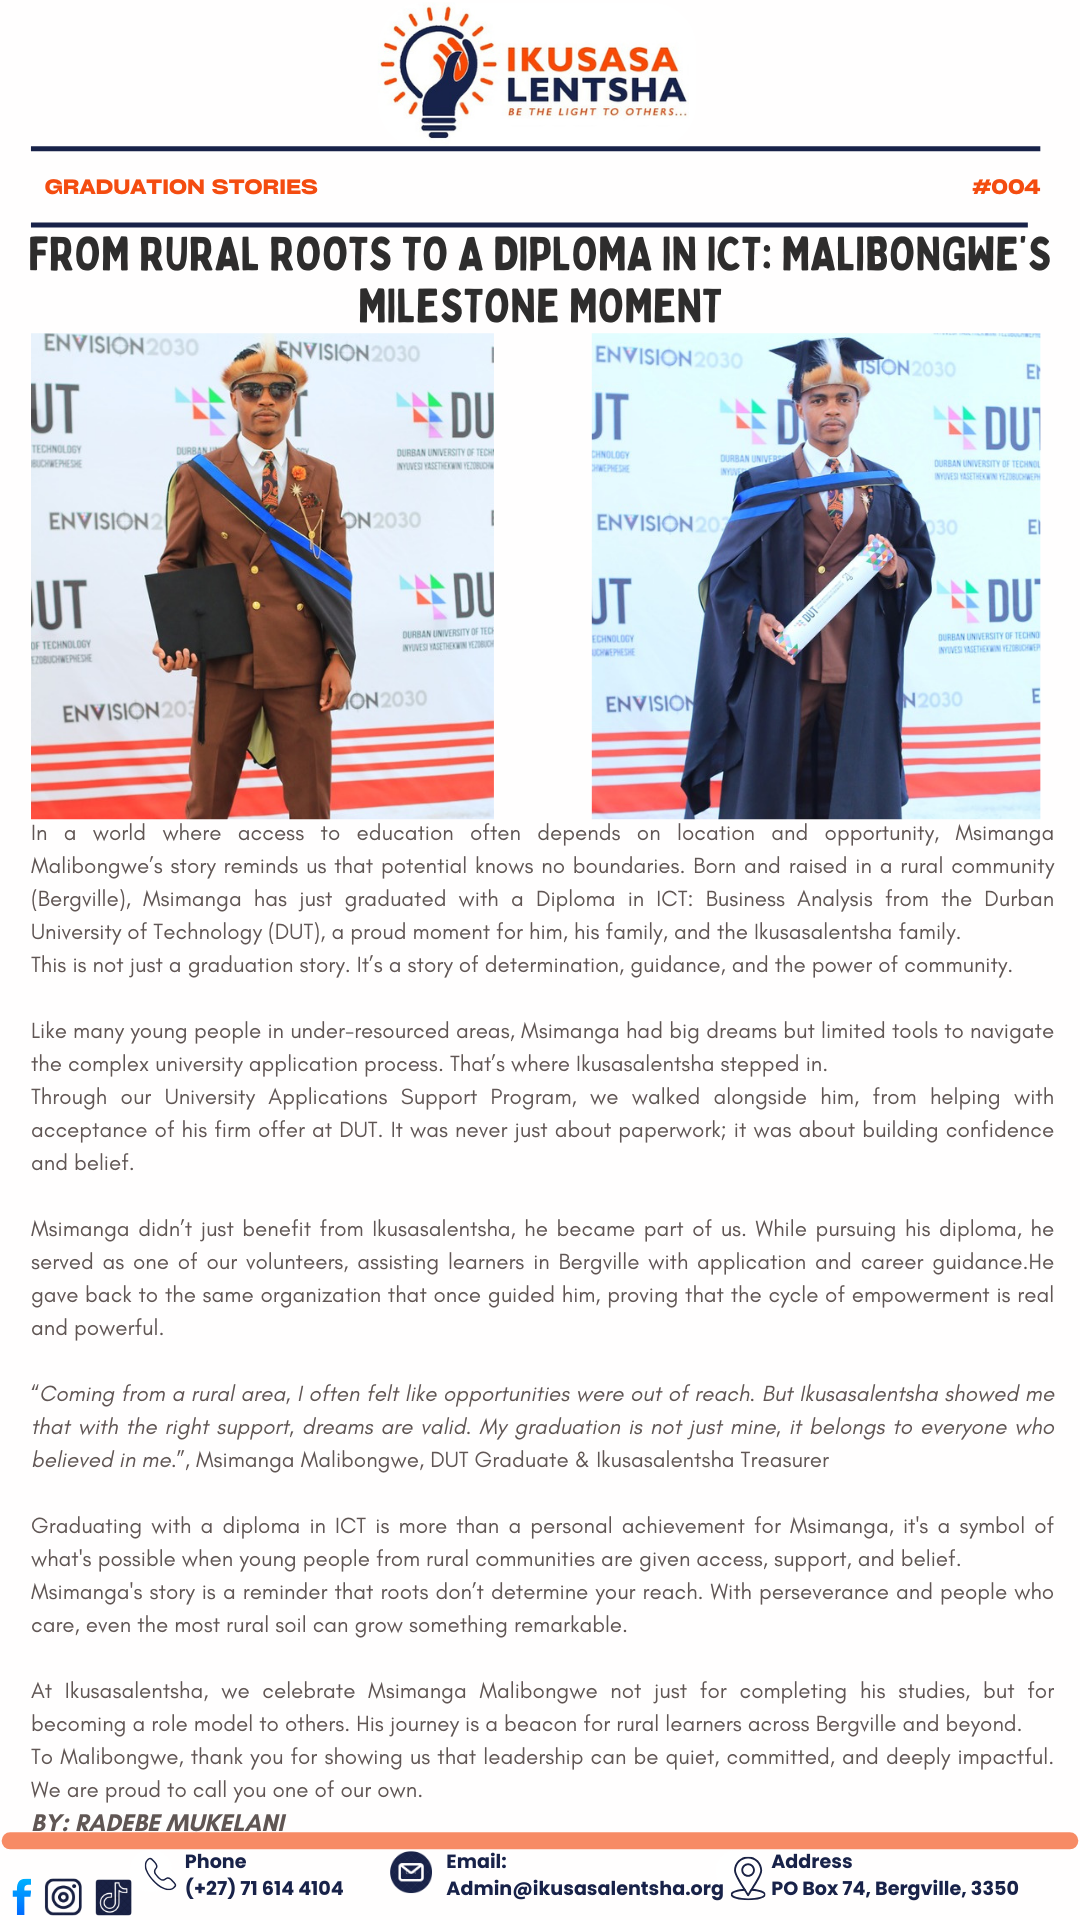 IKUSASA
LENTSHA
BE THE LIGHT TO OTHERS...
GRADUATION STORIES
#004
FROM RURAL ROOTS TO A DIPLOMA IN ICT: MALIBONGWE'S
MILESTONE MOMENT
ENVISION2030
ENVISION2030
DUT
DURBAN UNIVERSITY OF TECHNOLOGY
In a world where access to education often depends on location and opportunity, Msimanga
Malibongwe’s story reminds us that potential knows no boundaries. Born and raised in a rural community
(Bergville), Msimanga has just graduated with a Diploma in ICT: Business Analysis from the Durban
University of Technology (DUT), a proud moment for him, his family, and the Ikusasalentsha family.
This is not just a graduation story. It’s a story of determination, guidance, and the power of community.
Like many young people in under-resourced areas, Msimanga had big dreams but limited tools to navigate
the complex university application process. That’s where Ikusasalentsha stepped in.
Through our University Applications Support Program, we walked alongside him, from helping with
acceptance of his firm offer at DUT. It was never just about paperwork; it was about building confidence
and belief.
Msimanga didn’t just benefit from Ikusasalentsha, he became part of us. While pursuing his diploma, he
served as one of our volunteers, assisting learners in Bergville with application and career guidance.He
gave back to the same organization that once guided him, proving that the cycle of empowerment is real
and powerful.
“Coming from a rural area, I often felt like opportunities were out of reach. But Ikusasalentsha showed me
that with the right support, dreams are valid. My graduation is not just mine, it belongs to everyone who
believed in me.”, Msimanga Malibongwe, DUT Graduate & Ikusasalentsha Treasurer
Graduating with a diploma in ICT is more than a personal achievement for Msimanga, it's a symbol of
what's possible when young people from rural communities are given access, support, and belief.
Msimanga's story is a reminder that roots don’t determine your reach. With perseverance and people who
care, even the most rural soil can grow something remarkable.
At Ikusasalentsha, we celebrate Msimanga Malibongwe not just for completing his studies, but for
becoming a role model to others. His journey is a beacon for rural learners across Bergville and beyond.
To Malibongwe, thank you for showing us that leadership can be quiet, committed, and deeply impactful.
We are proud to call you one of our own.
BY: RADEBE MUKELANI
Phone
(+27) 71 614 4104
Email:
Admin@ikusasalentsha.org
Address
PO Box 74, Bergville, 3350